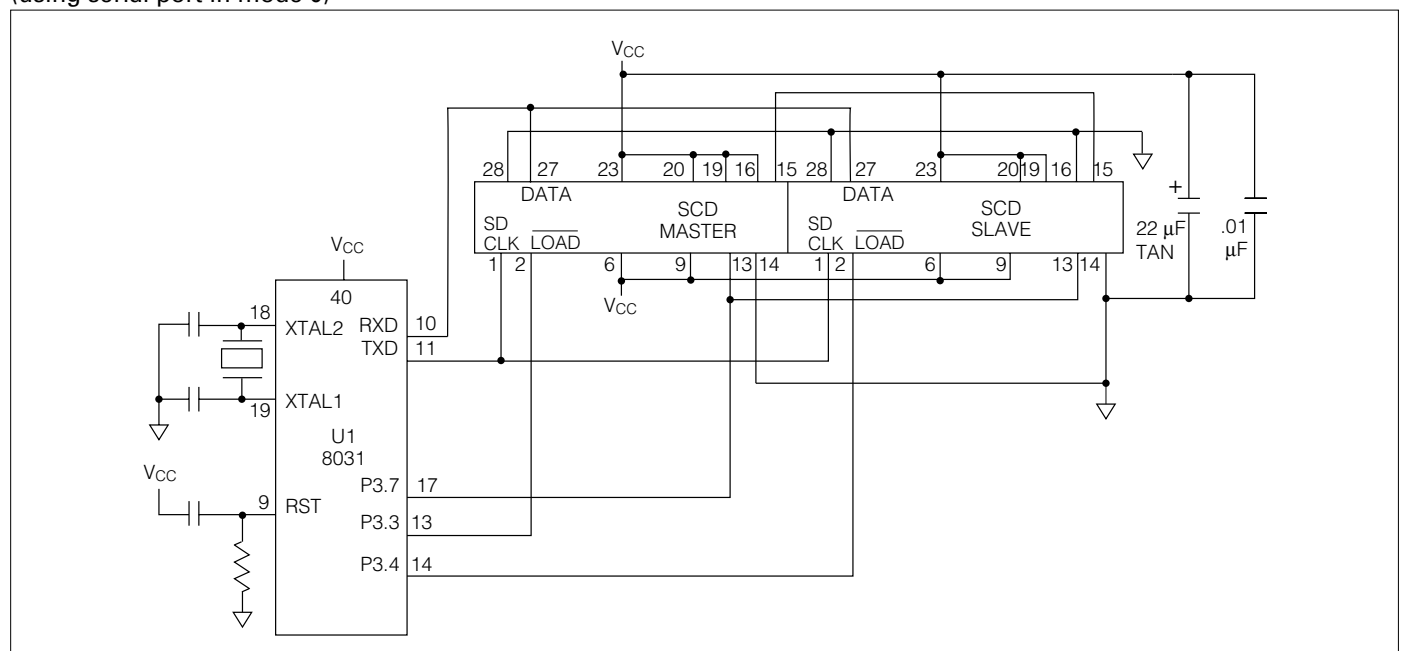 (using serial port in mode 0)
VCC
28 27 23 20 19 16 15 28 27 23 20 19 16 15
DATA DATA
SD CLK LOAD SCD MASTER SD CLK LOAD SCD SLAVE
1 2 6 9 13 14 1 2 6 9 13 14
VCC
+
22 μF TAN
.01 μF
VCC
40
18 XTAL2 RXD 10
TXD 11
19 XTAL1
U1
8031
VCC
9 RST
P3.7 17
P3.3 13
P3.4 14